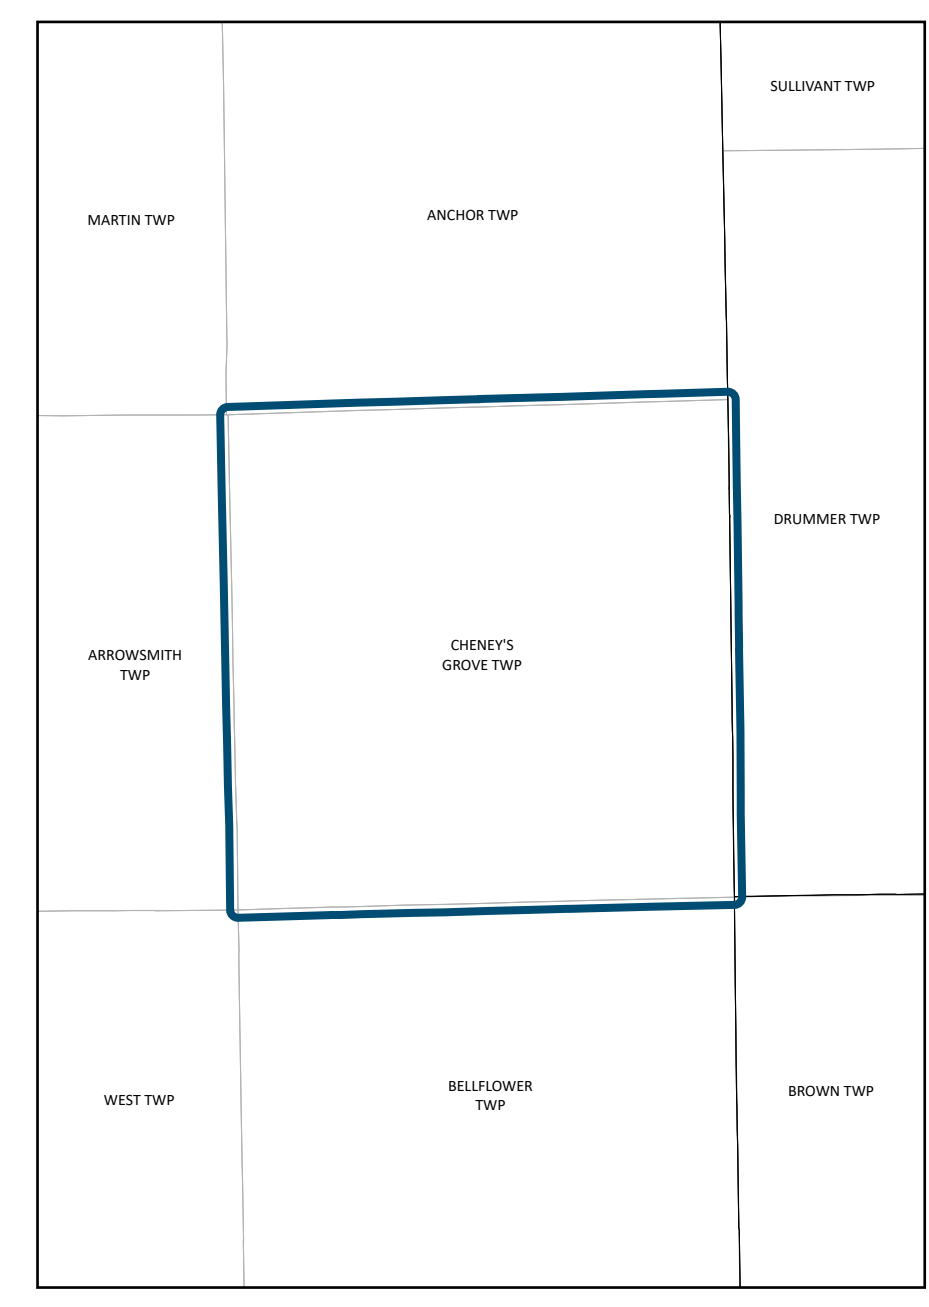 SULLIVANT TWP
MARTIN TWP
ANCHOR TWP
DRUMMER TWP
ARROWSMITH
TWP
CHENEY'S
GROVE TWP
WEST TWP
BELLFLOWER
TWP
BROWN TWP